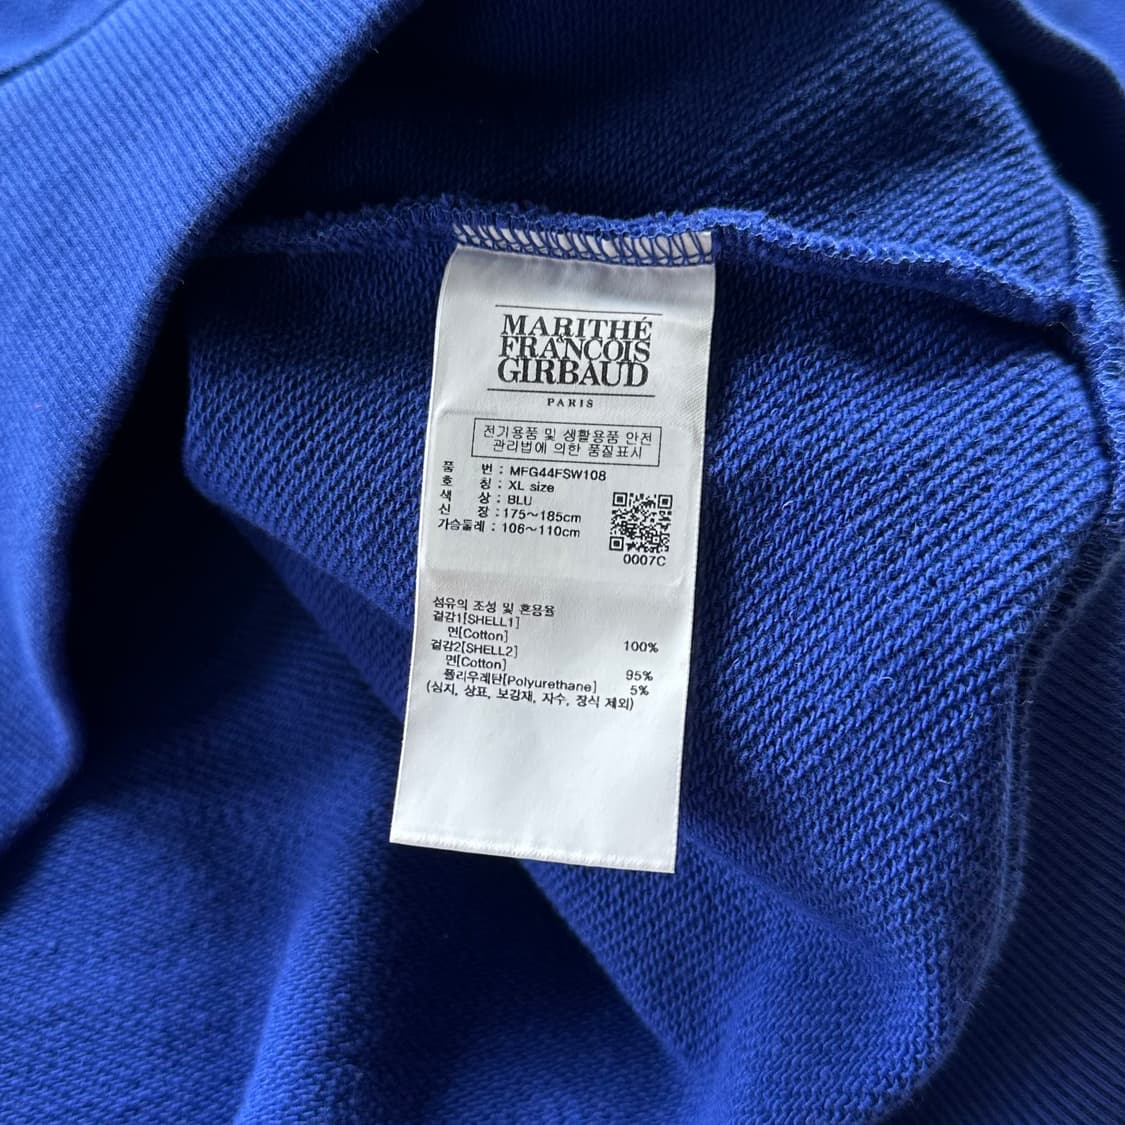 MARITHÉ
FRANCOIS
GIRBAUD
PARIS
전기용품 및 생활용품 안전
관리법에 의한 품질표시
품 번 : MFG44FSW108
호 칭 : XL size
색 상 : BLU
신 장 : 175~185cm
가슴둘레 : 106~110cm
0007C
섬유의 조성 및 혼용율
겉감1[SHELL1]
면[Cotton] 100%
겉감2[SHELL2]
면[Cotton] 95%
폴리우레탄[Polyurethane] 5%
(심지, 상표, 보강재, 자수, 장식 제외)